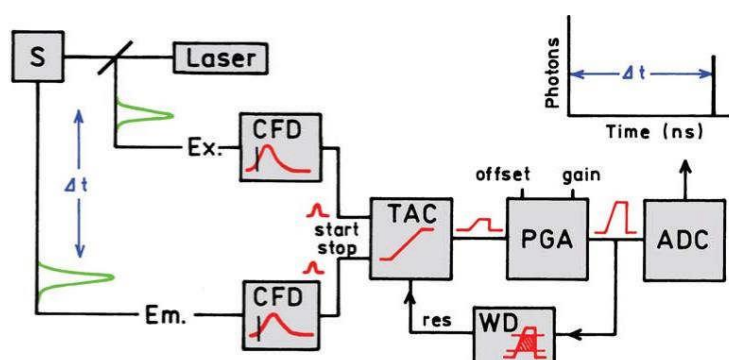 S
Laser
Photons
Δt
Time (ns)
Δt
Ex.
CFD
start
stop
TAC
offset
gain
PGA
ADC
Em.
CFD
res
WD